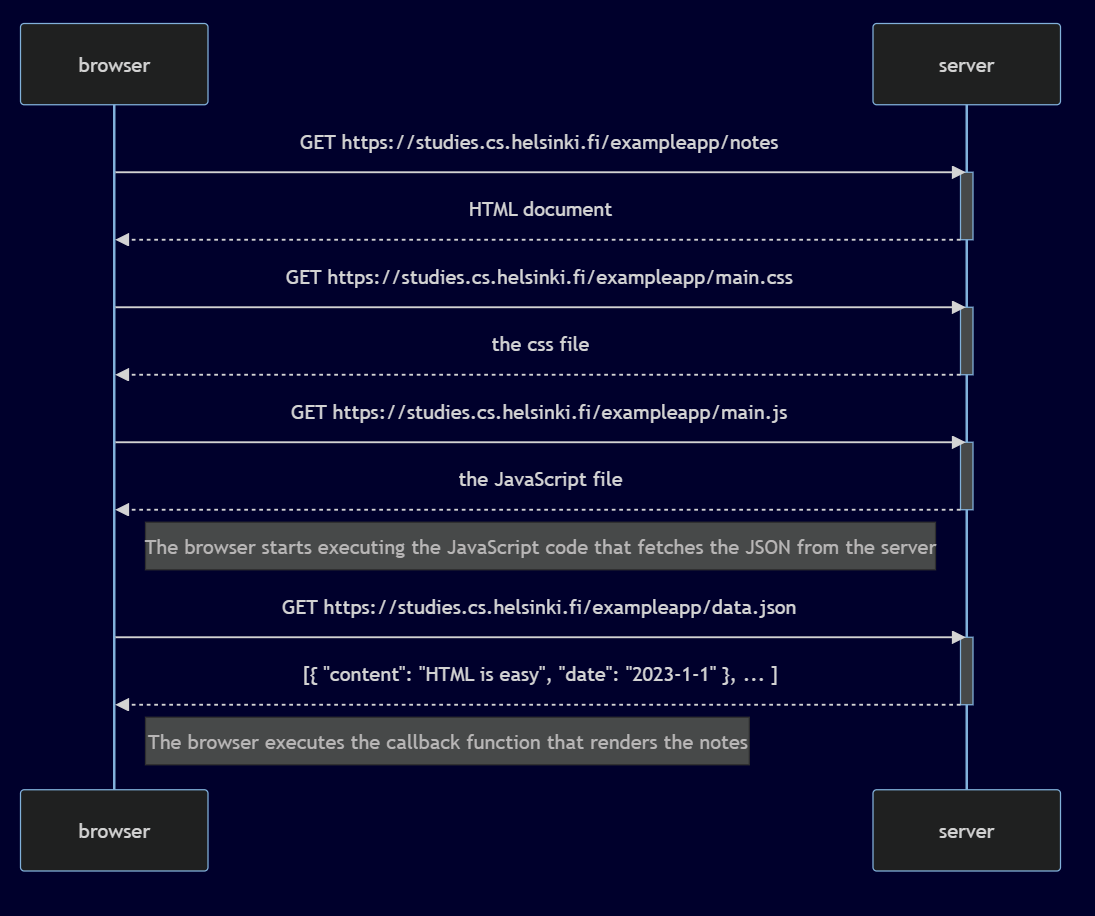 browser
server
GET https://studies.cs.helsinki.fi/exampleapp/notes
HTML document
GET https://studies.cs.helsinki.fi/exampleapp/main.css
the css file
GET https://studies.cs.helsinki.fi/exampleapp/main.js
the JavaScript file
The browser starts executing the JavaScript code that fetches the JSON from the server
GET https://studies.cs.helsinki.fi/exampleapp/data.json
[{ "content": "HTML is easy", "date": "2023-1-1" }, ... ]
The browser executes the callback function that renders the notes
browser
server